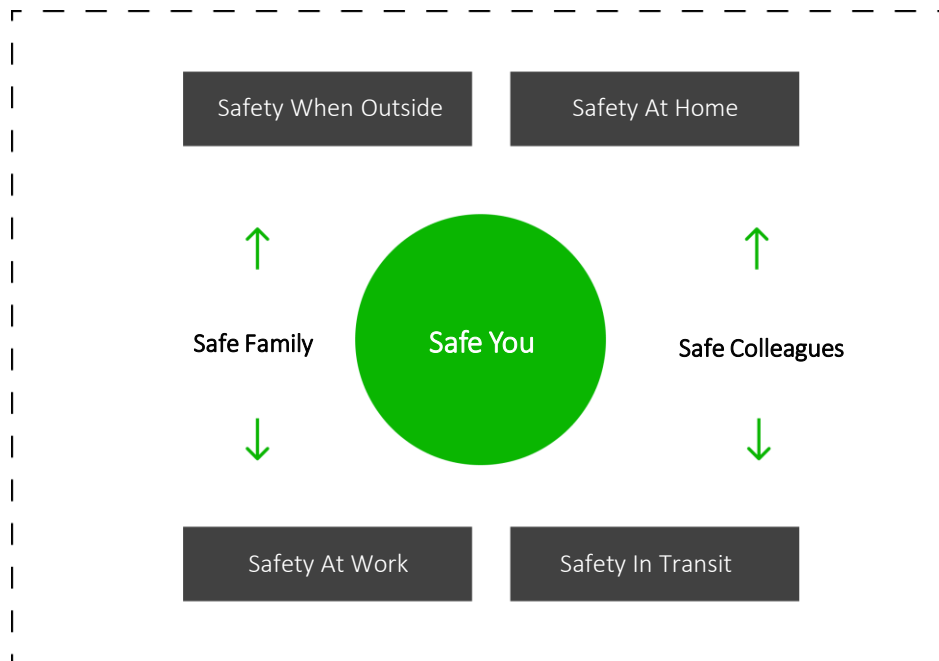 Safety When Outside
Safety At Home
Safe Family
Safe You
Safe Colleagues
Safety At Work
Safety In Transit